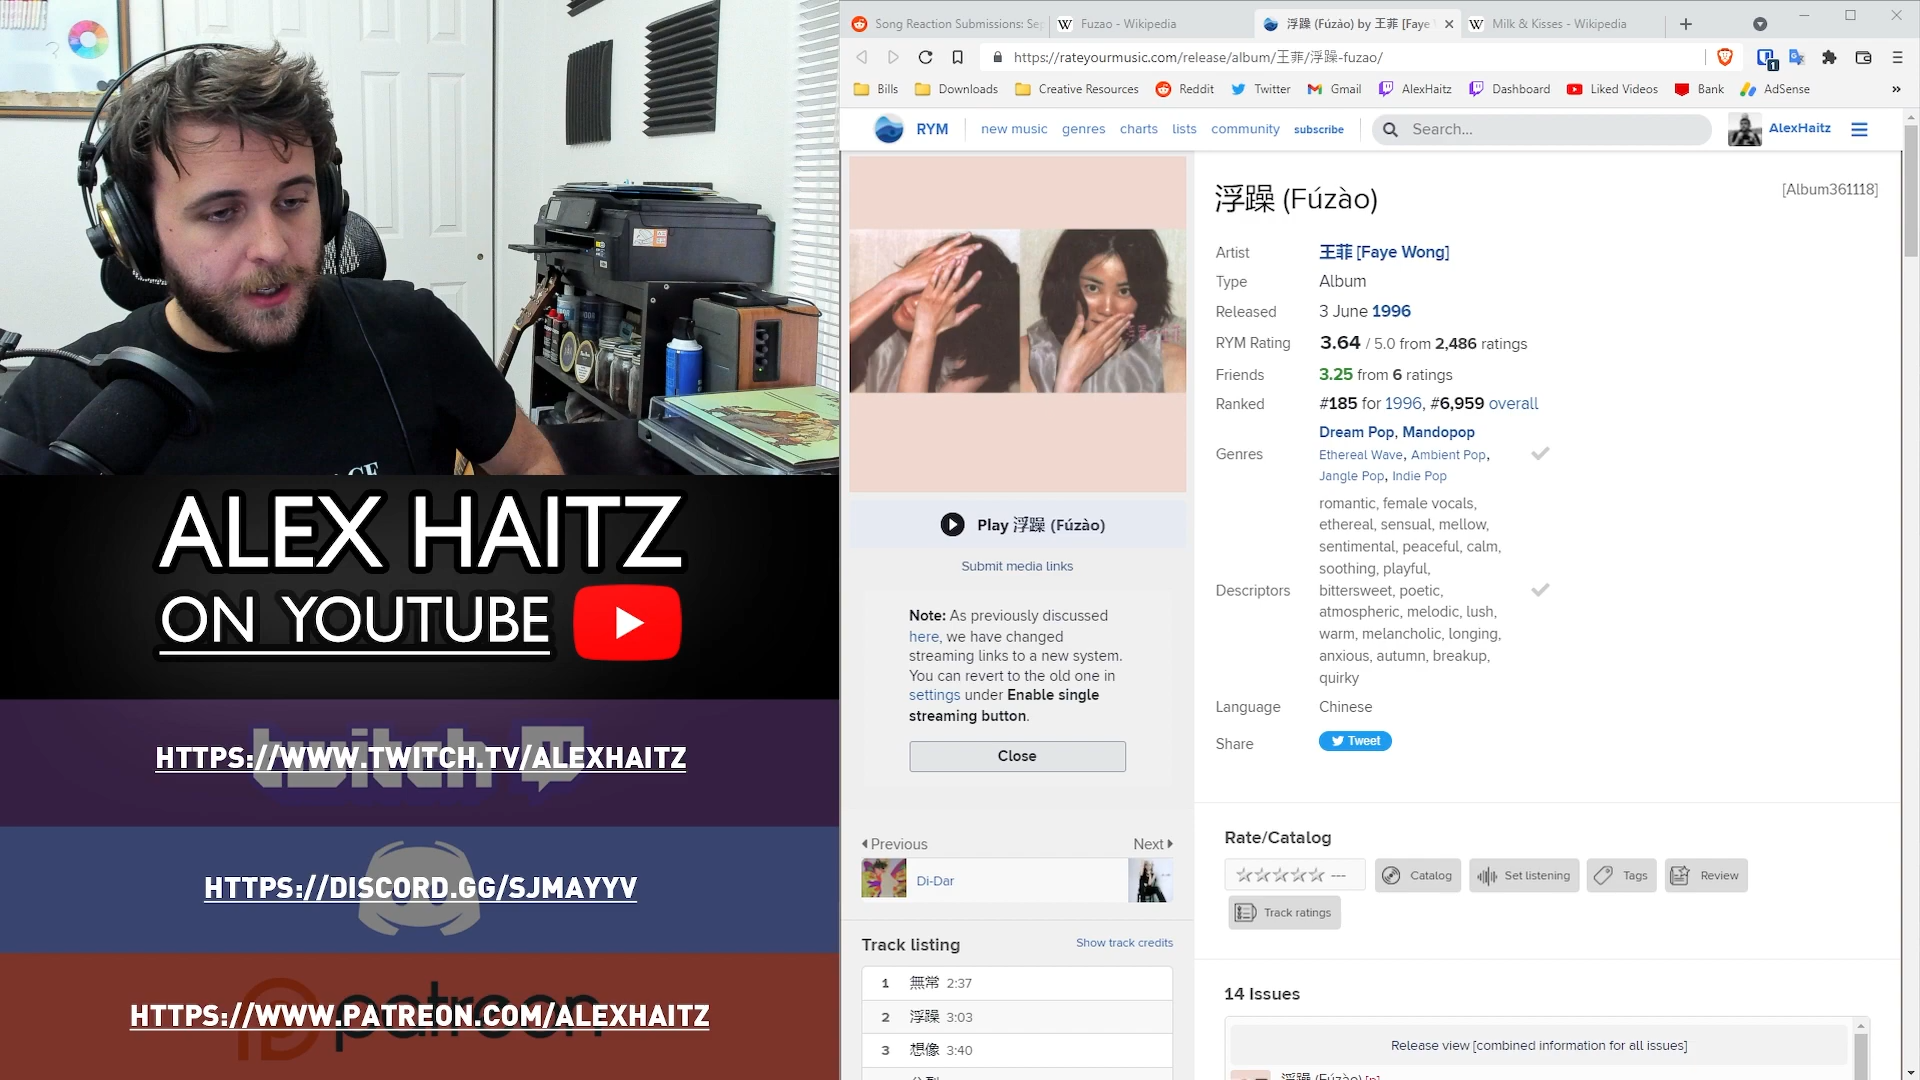 Song Reaction Submissions: Sep
Fuzao - Wikipedia
浮躁 (Fúzào) by 王菲 [Faye
Milk & Kisses - Wikipedia
https://rateyourmusic.com/release/album/王菲/浮躁-fuzao/
1
Bills
Downloads
Creative Resources
Reddit
Twitter
Gmail
AlexHaitz
Dashboard
Liked Videos
Bank
AdSense
RYM
new music
genres
charts
lists
community
subscribe
Search...
AlexHaitz
浮躁 (Fúzào)
[Album361118]
Artist 王菲 [Faye Wong]
Type Album
Released 3 June 1996
RYM Rating 3.64 / 5.0 from 2,486 ratings
Friends 3.25 from 6 ratings
Ranked #185 for 1996, #6,959 overall
Genres
Dream Pop, Mandopop
Ethereal Wave, Ambient Pop,
Jangle Pop, Indie Pop
Descriptors
romantic, female vocals,
ethereal, sensual, mellow,
sentimental, peaceful, calm,
soothing, playful,
bittersweet, poetic,
atmospheric, melodic, lush,
warm, melancholic, longing,
anxious, autumn, breakup,
quirky
Language Chinese
Share Tweet
Play 浮躁 (Fúzào)
Submit media links
Note: As previously discussed
here, we have changed
streaming links to a new system.
You can revert to the old one in
settings under Enable single
streaming button.
Close
Previous
Next
Di-Dar
Track listing
Show track credits
1 無常 2:37
2 浮躁 3:03
3 想像 3:40
Rate/Catalog
---
Catalog
Set listening
Tags
Review
Track ratings
14 Issues
Release view [combined information for all issues]
浮躁 (Fúzào) [p]
ALEX HAITZ
ON YOUTUBE
twitch
HTTPS://WWW.TWITCH.TV/ALEXHAITZ
HTTPS://DISCORD.GG/SJMAYYV
patreon
HTTPS://WWW.PATREON.COM/ALEXHAITZ